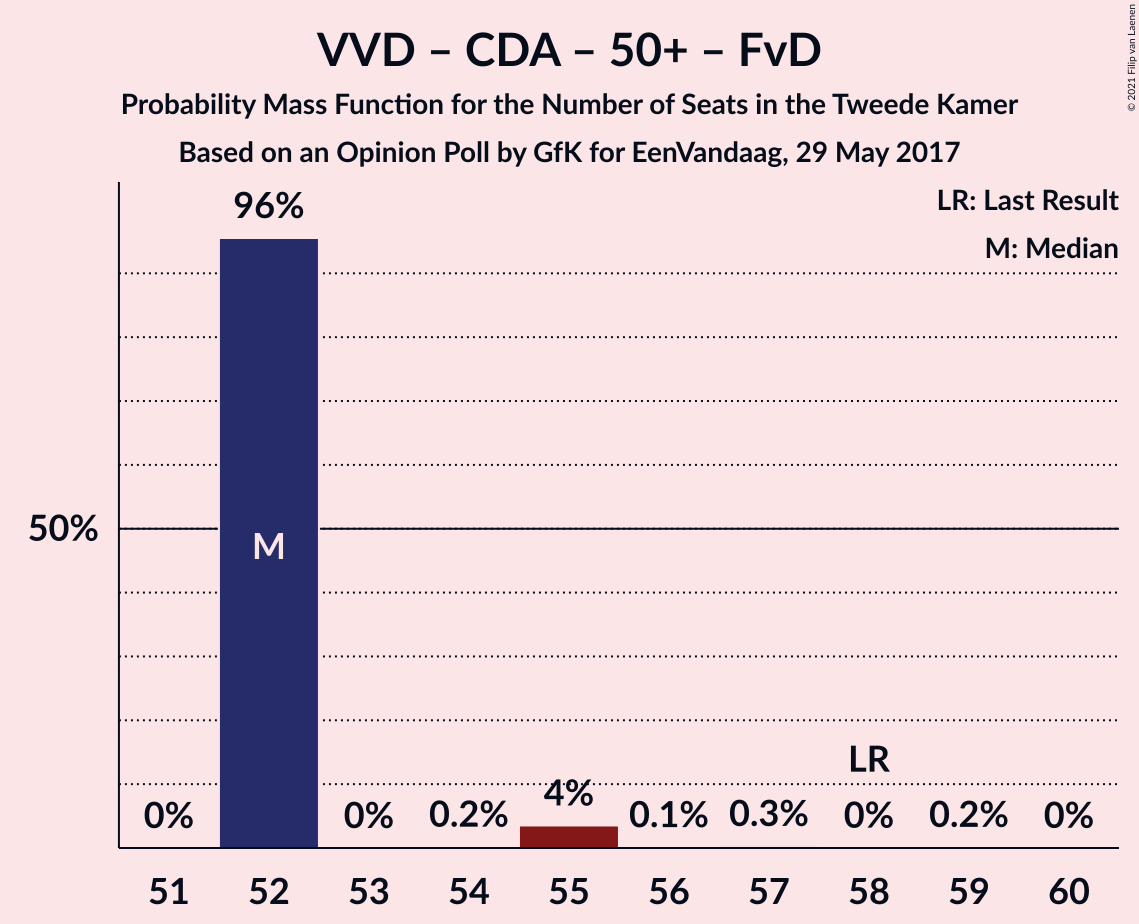 VVD – CDA – 50+ – FvD
Probability Mass Function for the Number of Seats in the Tweede Kamer
Based on an Opinion Poll by GfK for EenVandaag, 29 May 2017
© 2021 Filip van Laenen
LR: Last Result
M: Median
96%
50%
M
LR
0% 0% 0.2% 4% 0.1% 0.3% 0% 0.2% 0%
51 52 53 54 55 56 57 58 59 60